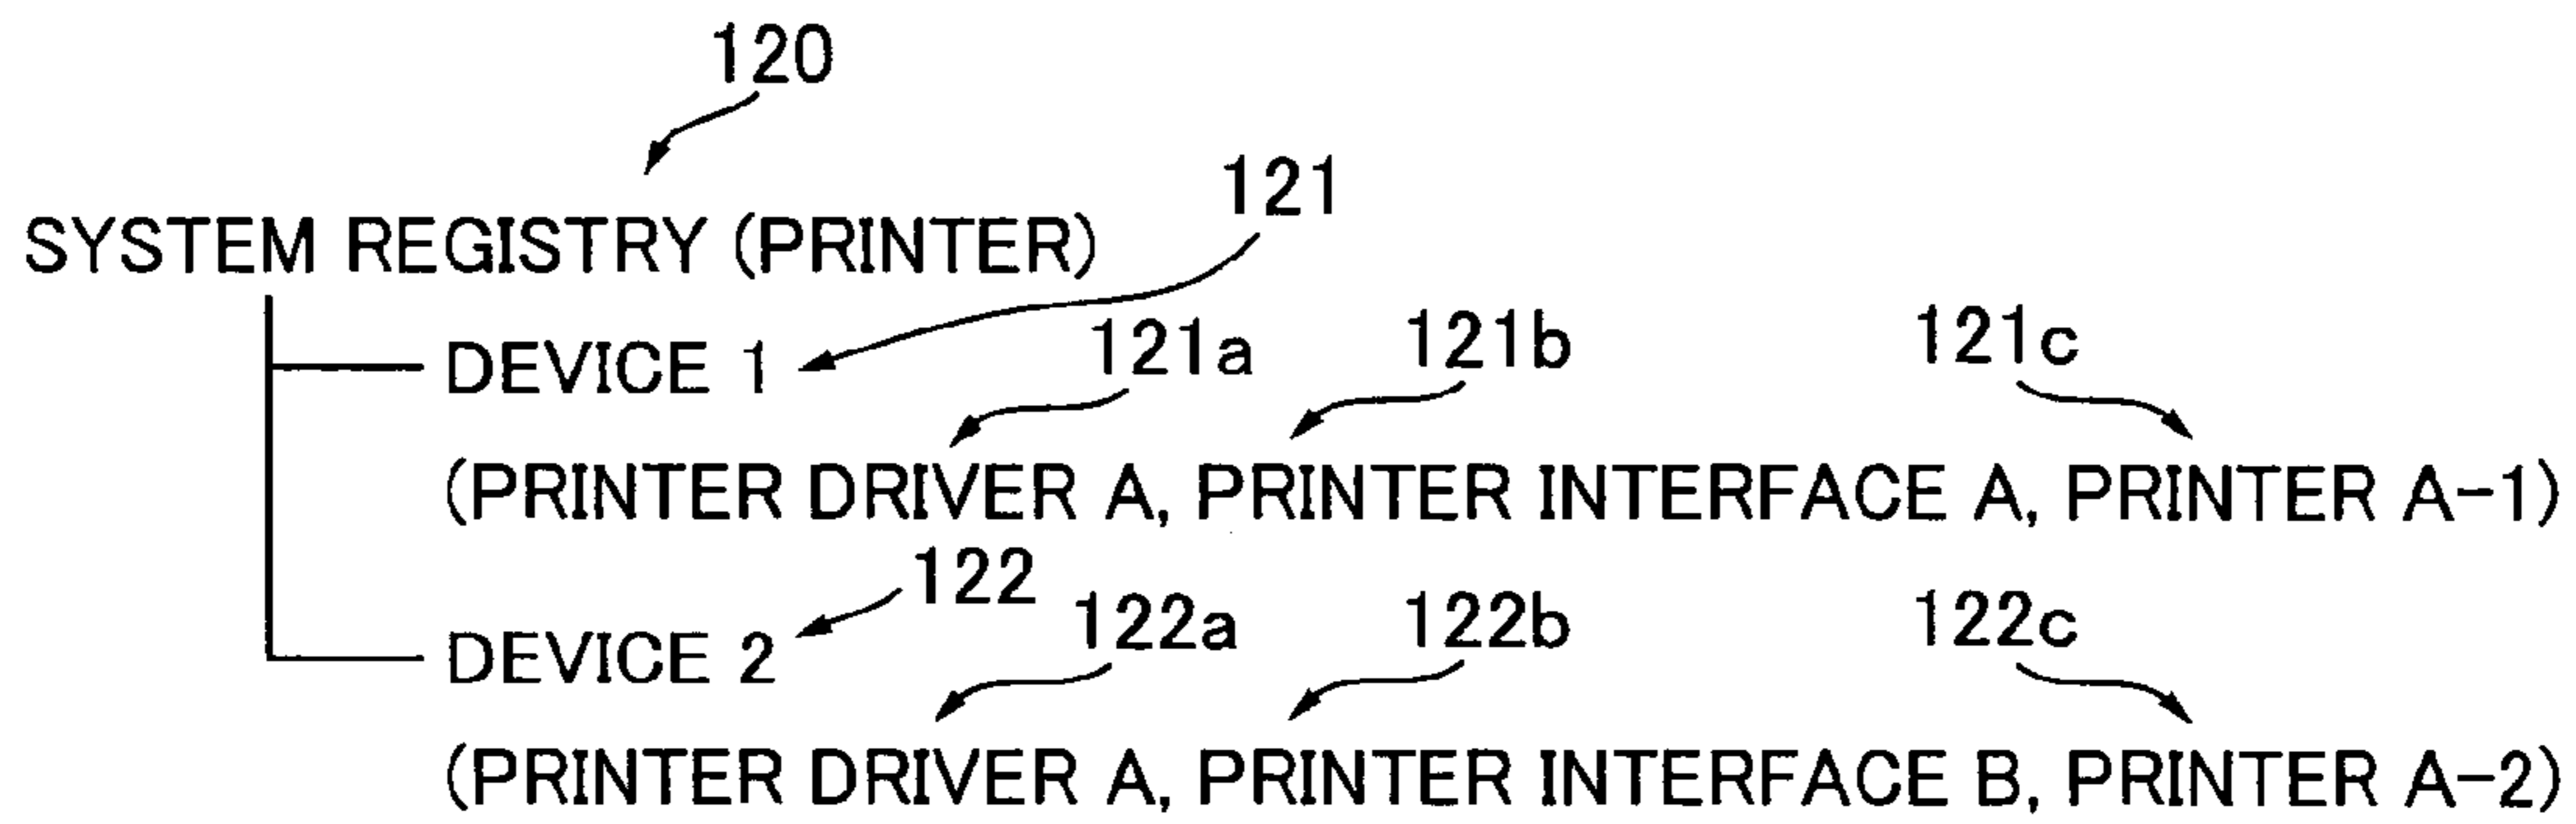 120
121
SYSTEM REGISTRY (PRINTER)
121a 121b 121c
DEVICE 1
(PRINTER DRIVER A, PRINTER INTERFACE A, PRINTER A-1)
122
122a 122b 122c
DEVICE 2
(PRINTER DRIVER A, PRINTER INTERFACE B, PRINTER A-2)